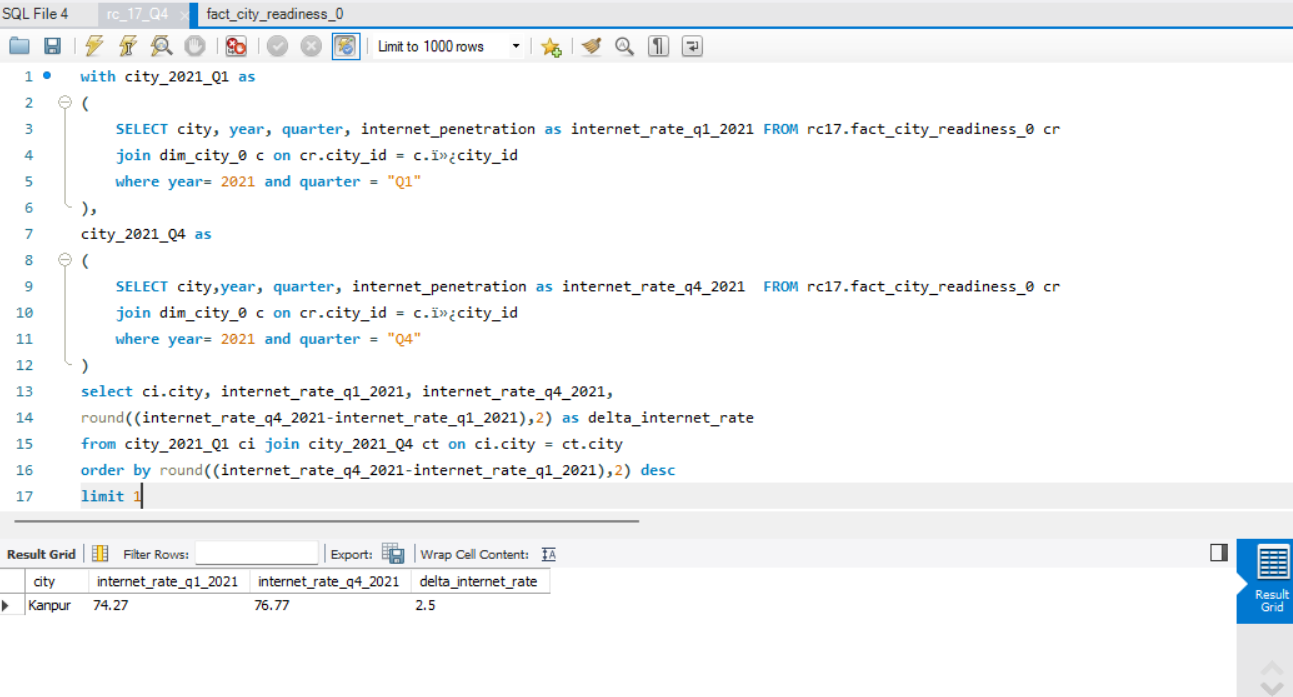 SQL File 4 rc_17_Q4 fact_city_readiness_0
Limit to 1000 rows
1 with city_2021_Q1 as
2 (
3 SELECT city, year, quarter, internet_penetration as internet_rate_q1_2021 FROM rc17.fact_city_readiness_0 cr
4 join dim_city_0 c on cr.city_id = c.ï»¿city_id
5 where year= 2021 and quarter = "Q1"
6 ),
7 city_2021_Q4 as
8 (
9 SELECT city,year, quarter, internet_penetration as internet_rate_q4_2021  FROM rc17.fact_city_readiness_0 cr
10 join dim_city_0 c on cr.city_id = c.ï»¿city_id
11 where year= 2021 and quarter = "Q4"
12 )
13 select ci.city, internet_rate_q1_2021, internet_rate_q4_2021,
14 round((internet_rate_q4_2021-internet_rate_q1_2021),2) as delta_internet_rate
15 from city_2021_Q1 ci join city_2021_Q4 ct on ci.city = ct.city
16 order by round((internet_rate_q4_2021-internet_rate_q1_2021),2) desc
17 limit 1
Result Grid Filter Rows: Export: Wrap Cell Content:
city internet_rate_q1_2021 internet_rate_q4_2021 delta_internet_rate
Kanpur 74.27 76.77 2.5
Result
Grid